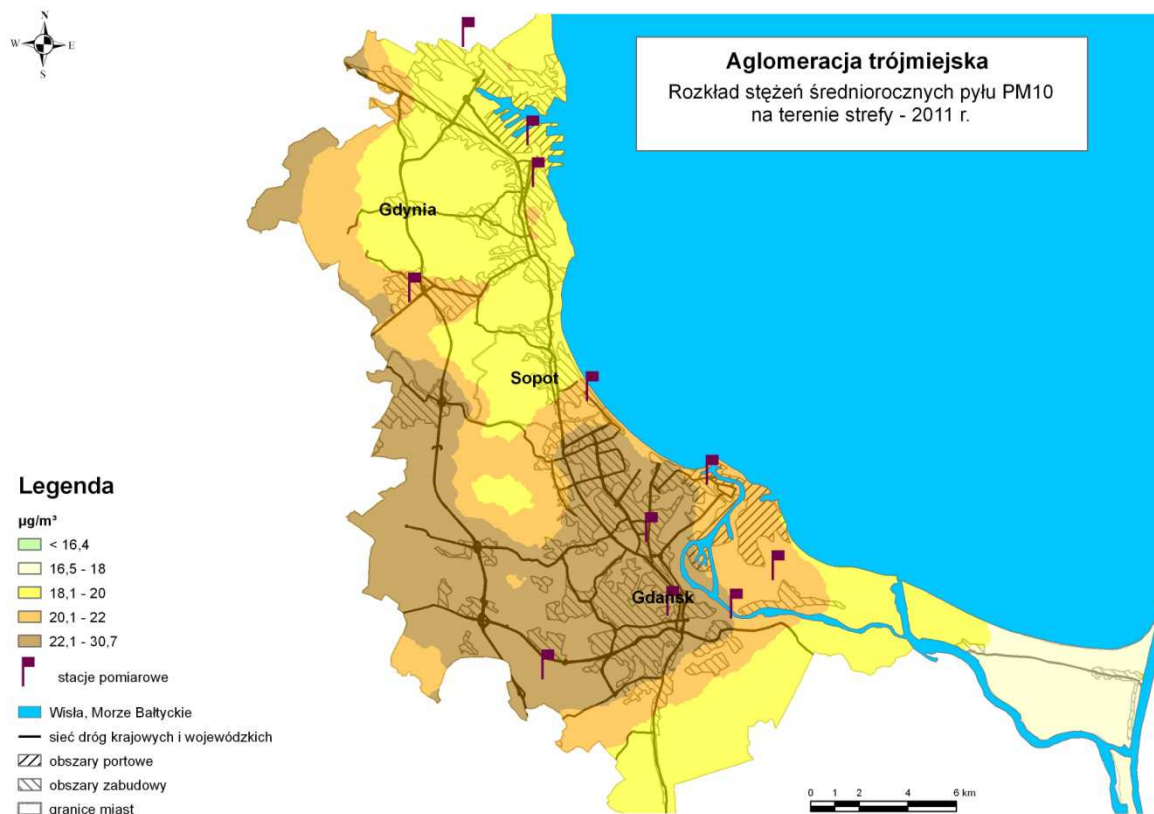 N
W E
S
Aglomeracja trójmiejska
Rozkład stężeń średniorocznych pyłu PM10
na terenie strefy - 2011 r.
Gdynia
Sopot
Gdańsk
Legenda
µg/m³
< 16,4
16,5 - 18
18,1 - 20
20,1 - 22
22,1 - 30,7
stacje pomiarowe
Wisła, Morze Bałtyckie
sieć dróg krajowych i wojewódzkich
obszary portowe
obszary zabudowy
granice miast
0 1 2 4 6 km